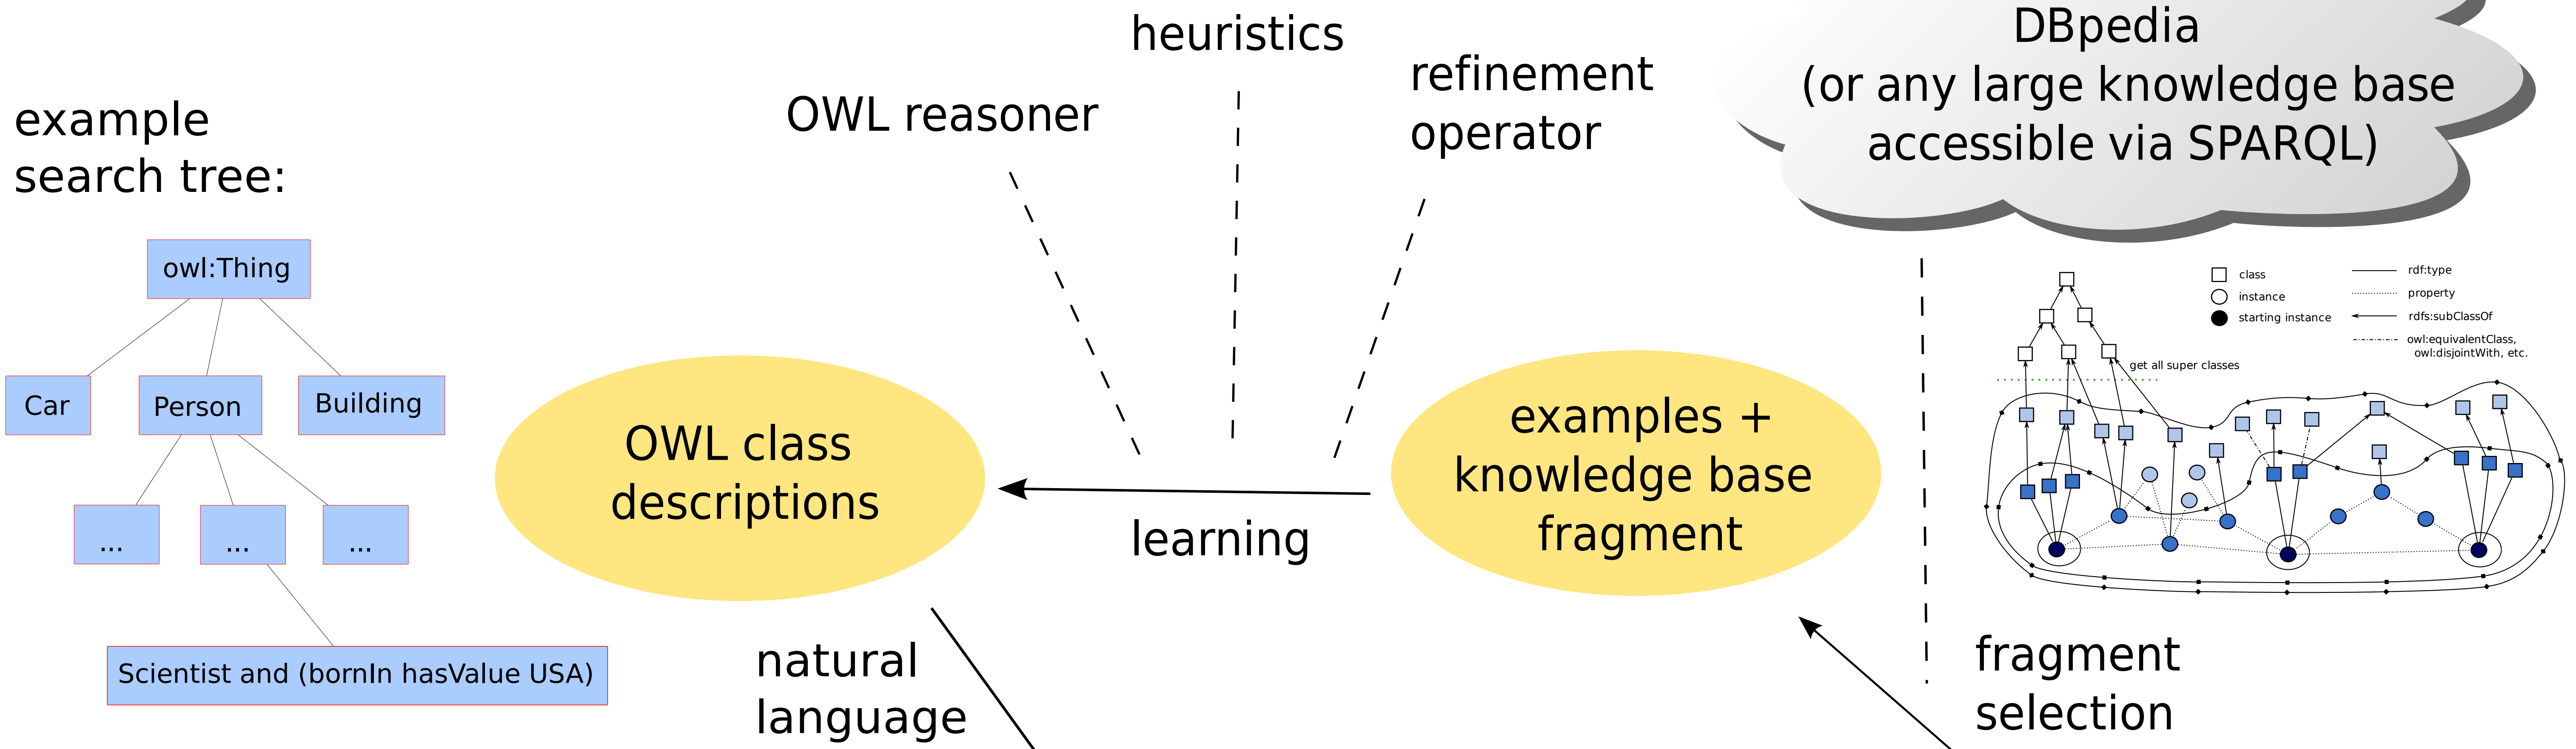 example
search tree:
owl:Thing
Car
Person
Building
...
...
...
Scientist and (bornIn hasValue USA)
OWL reasoner
heuristics
refinement
operator
OWL class
descriptions
learning
examples +
knowledge base
fragment
natural
language
DBpedia
(or any large knowledge base
accessible via SPARQL)
class
instance
starting instance
rdf:type
property
rdfs:subClassOf
owl:equivalentClass,
owl:disjointWith, etc.
get all super classes
fragment
selection